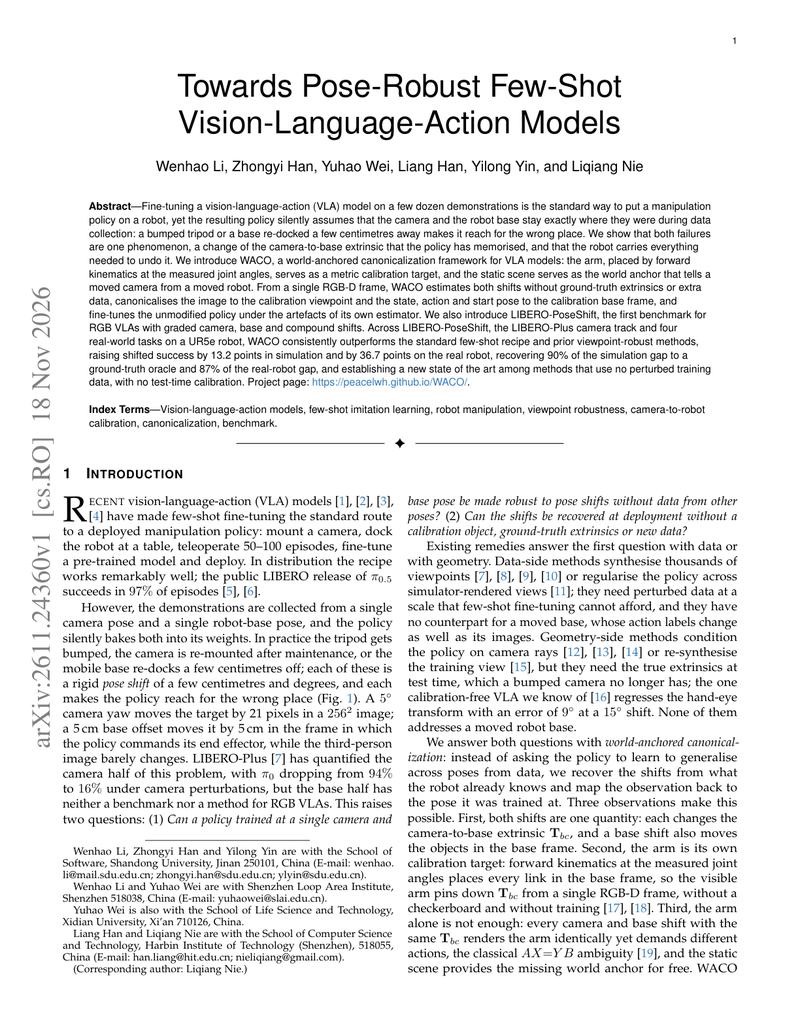 1
Towards Pose-Robust Few-Shot
Vision-Language-Action Models
Wenhao Li, Zhongyi Han, Yuhao Wei, Liang Han, Yilong Yin, and Liqiang Nie
Abstract—Fine-tuning a vision-language-action (VLA) model on a few dozen demonstrations is the standard way to put a manipulation
policy on a robot, yet the resulting policy silently assumes that the camera and the robot base stay exactly where they were during data
collection: a bumped tripod or a base re-docked a few centimetres away makes it reach for the wrong place. We show that both failures
are one phenomenon, a change of the camera-to-base extrinsic that the policy has memorised, and that the robot carries everything
needed to undo it. We introduce WACO, a world-anchored canonicalization framework for VLA models: the arm, placed by forward
kinematics at the measured joint angles, serves as a metric calibration target, and the static scene serves as the world anchor that tells a
moved camera from a moved robot. From a single RGB-D frame, WACO estimates both shifts without ground-truth extrinsics or extra
data, canonicalises the image to the calibration viewpoint and the state, action and start pose to the calibration base frame, and
fine-tunes the unmodified policy under the artefacts of its own estimator. We also introduce LIBERO-PoseShift, the first benchmark for
RGB VLAs with graded camera, base and compound shifts. Across LIBERO-PoseShift, the LIBERO-Plus camera track and four
real-world tasks on a UR5e robot, WACO consistently outperforms the standard few-shot recipe and prior viewpoint-robust methods,
raising shifted success by 13.2 points in simulation and by 36.7 points on the real robot, recovering 90% of the simulation gap to a
ground-truth oracle and 87% of the real-robot gap, and establishing a new state of the art among methods that use no perturbed training
data, with no test-time calibration. Project page: https://peacelwh.github.io/WACO/.
Index Terms—Vision-language-action models, few-shot imitation learning, robot manipulation, viewpoint robustness, camera-to-robot
calibration, canonicalization, benchmark.
arXiv:2611.24360v1 [cs.RO] 18 Nov 2026
1 INTRODUCTION
RECENT vision-language-action (VLA) models [1], [2], [3],
[4] have made few-shot fine-tuning the standard route
to a deployed manipulation policy: mount a camera, dock
the robot at a table, teleoperate 50–100 episodes, fine-tune
a pre-trained model and deploy. In distribution the recipe
works remarkably well; the public LIBERO release of π0.5
succeeds in 97% of episodes [5], [6].
However, the demonstrations are collected from a single
camera pose and a single robot-base pose, and the policy
silently bakes both into its weights. In practice the tripod gets
bumped, the camera is re-mounted after maintenance, or the
mobile base re-docks a few centimetres off; each of these is
a rigid pose shift of a few centimetres and degrees, and each
makes the policy reach for the wrong place (Fig. 1). A 5°
camera yaw moves the target by 21 pixels in a 256² image;
a 5 cm base offset moves it by 5 cm in the frame in which
the policy commands its end effector, while the third-person
image barely changes. LIBERO-Plus [7] has quantified the
camera half of this problem, with π0 dropping from 94%
to 16% under camera perturbations, but the base half has
neither a benchmark nor a method for RGB VLAs. This raises
two questions: (1) Can a policy trained at a single camera and
Wenhao Li, Zhongyi Han and Yilong Yin are with the School of
Software, Shandong University, Jinan 250101, China (E-mail: wenhao.
li@mail.sdu.edu.cn; zhongyi.han@sdu.edu.cn; ylyin@sdu.edu.cn).
Wenhao Li and Yuhao Wei are with Shenzhen Loop Area Institute,
Shenzhen 518038, China (E-mail: yuhaowei@slai.edu.cn).
Yuhao Wei is also with the School of Life Science and Technology,
Xidian University, Xi'an 710126, China.
Liang Han and Liqiang Nie are with the School of Computer Science
and Technology, Harbin Institute of Technology (Shenzhen), 518055,
China (E-mail: han.liang@hit.edu.cn; nieliqiang@gmail.com).
(Corresponding author: Liqiang Nie.)
base pose be made robust to pose shifts without data from other
poses? (2) Can the shifts be recovered at deployment without a
calibration object, ground-truth extrinsics or new data?
Existing remedies answer the first question with data or
with geometry. Data-side methods synthesise thousands of
viewpoints [7], [8], [9], [10] or regularise the policy across
simulator-rendered views [11]; they need perturbed data at a
scale that few-shot fine-tuning cannot afford, and they have
no counterpart for a moved base, whose action labels change
as well as its images. Geometry-side methods condition
the policy on camera rays [12], [13], [14] or re-synthesise
the training view [15], but they need the true extrinsics at
test time, which a bumped camera no longer has; the one
calibration-free VLA we know of [16] regresses the hand-eye
transform with an error of 9° at a 15° shift. None of them
addresses a moved robot base.
We answer both questions with world-anchored canonical-
ization: instead of asking the policy to learn to generalise
across poses from data, we recover the shifts from what
the robot already knows and map the observation back to
the pose it was trained at. Three observations make this
possible. First, both shifts are one quantity: each changes the
camera-to-base extrinsic Tbc, and a base shift also moves
the objects in the base frame. Second, the arm is its own
calibration target: forward kinematics at the measured joint
angles places every link in the base frame, so the visible
arm pins down Tbc from a single RGB-D frame, without a
checkerboard and without training [17], [18]. Third, the arm
alone is not enough: every camera and base shift with the
same Tbc renders the arm identically yet demands different
actions, the classical AX=YB ambiguity [19], and the static
scene provides the missing world anchor for free. WACO